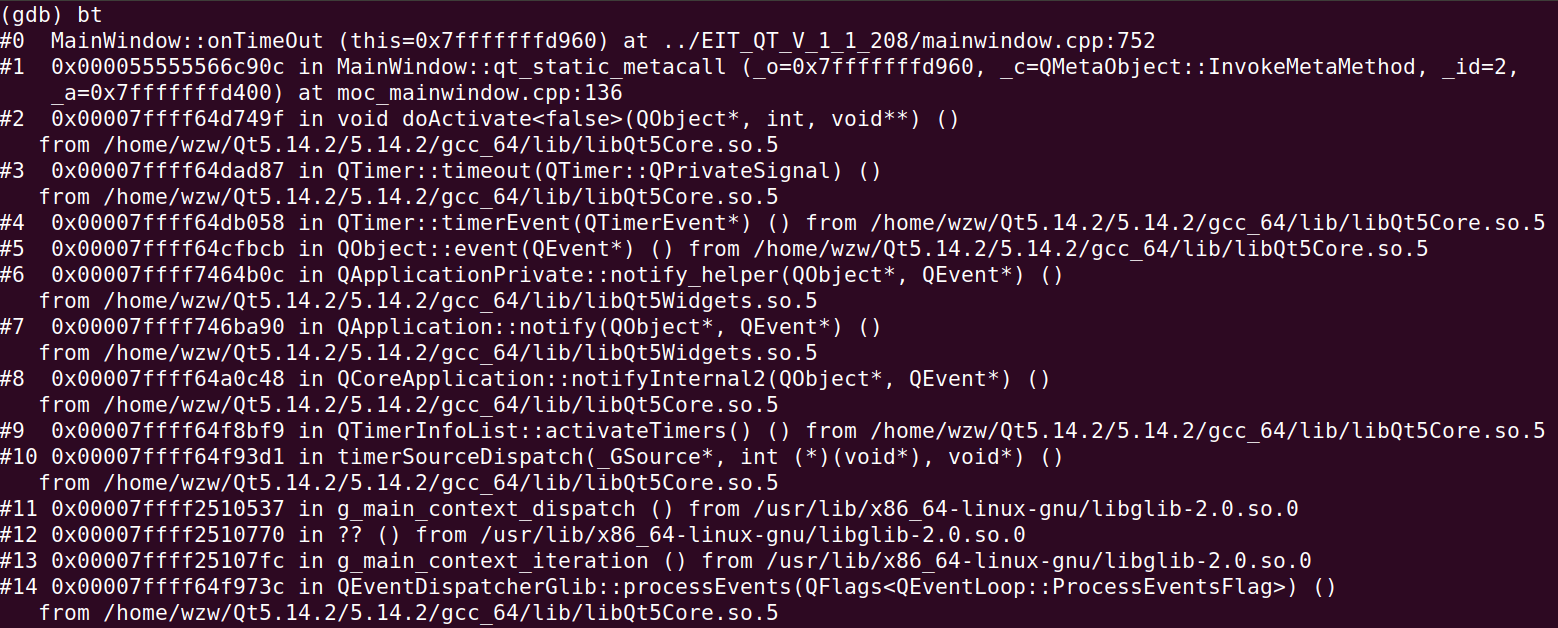 (gdb) bt
#0  MainWindow::onTimeOut (this=0x7fffffffd960) at ../EIT_QT_V_1_1_208/mainwindow.cpp:752
#1  0x000055555566c90c in MainWindow::qt_static_metacall (_o=0x7fffffffd960, _c=QMetaObject::InvokeMetaMethod, _id=2,
    _a=0x7fffffffd400) at moc_mainwindow.cpp:136
#2  0x00007ffff64d749f in void doActivate<false>(QObject*, int, void**) ()
   from /home/wzw/Qt5.14.2/5.14.2/gcc_64/lib/libQt5Core.so.5
#3  0x00007ffff64dad87 in QTimer::timeout(QTimer::QPrivateSignal) ()
   from /home/wzw/Qt5.14.2/5.14.2/gcc_64/lib/libQt5Core.so.5
#4  0x00007ffff64db058 in QTimer::timerEvent(QTimerEvent*) () from /home/wzw/Qt5.14.2/5.14.2/gcc_64/lib/libQt5Core.so.5
#5  0x00007ffff64cfbcb in QObject::event(QEvent*) () from /home/wzw/Qt5.14.2/5.14.2/gcc_64/lib/libQt5Core.so.5
#6  0x00007ffff7464b0c in QApplicationPrivate::notify_helper(QObject*, QEvent*) ()
   from /home/wzw/Qt5.14.2/5.14.2/gcc_64/lib/libQt5Widgets.so.5
#7  0x00007ffff746ba90 in QApplication::notify(QObject*, QEvent*) ()
   from /home/wzw/Qt5.14.2/5.14.2/gcc_64/lib/libQt5Widgets.so.5
#8  0x00007ffff64a0c48 in QCoreApplication::notifyInternal2(QObject*, QEvent*) ()
   from /home/wzw/Qt5.14.2/5.14.2/gcc_64/lib/libQt5Core.so.5
#9  0x00007ffff64f8bf9 in QTimerInfoList::activateTimers() () from /home/wzw/Qt5.14.2/5.14.2/gcc_64/lib/libQt5Core.so.5
#10 0x00007ffff64f93d1 in timerSourceDispatch(_GSource*, int (*)(void*), void*) ()
   from /home/wzw/Qt5.14.2/5.14.2/gcc_64/lib/libQt5Core.so.5
#11 0x00007ffff2510537 in g_main_context_dispatch () from /usr/lib/x86_64-linux-gnu/libglib-2.0.so.0
#12 0x00007ffff2510770 in ?? () from /usr/lib/x86_64-linux-gnu/libglib-2.0.so.0
#13 0x00007ffff25107fc in g_main_context_iteration () from /usr/lib/x86_64-linux-gnu/libglib-2.0.so.0
#14 0x00007ffff64f973c in QEventDispatcherGlib::processEvents(QFlags<QEventLoop::ProcessEventsFlag>) ()
   from /home/wzw/Qt5.14.2/5.14.2/gcc_64/lib/libQt5Core.so.5